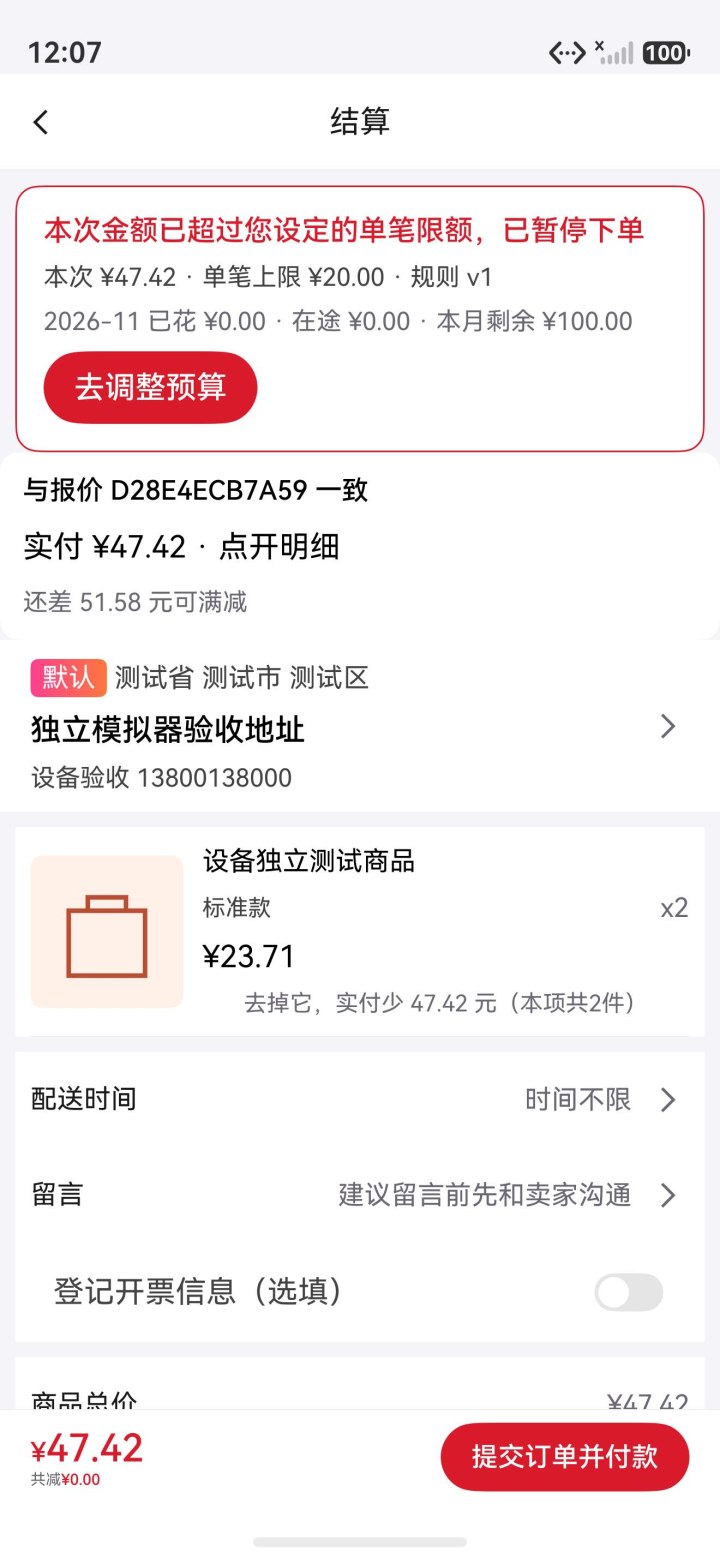 12:07
100
结算
本次金额已超过您设定的单笔限额，已暂停下单
本次 ¥47.42 · 单笔上限 ¥20.00 · 规则 v1
2026-11 已花 ¥0.00 · 在途 ¥0.00 · 本月剩余 ¥100.00
去调整预算
与报价 D28E4ECB7A59 一致
实付 ¥47.42 · 点开明细
还差 51.58 元可满减
默认 测试省 测试市 测试区
独立模拟器验收地址
设备验收 13800138000
设备独立测试商品
标准款 x2
¥23.71
去掉它，实付少 47.42 元（本项共2件）
配送时间 时间不限
留言 建议留言前先和卖家沟通
登记开票信息（选填）
商品总价 ¥47.42
¥47.42
共减¥0.00
提交订单并付款